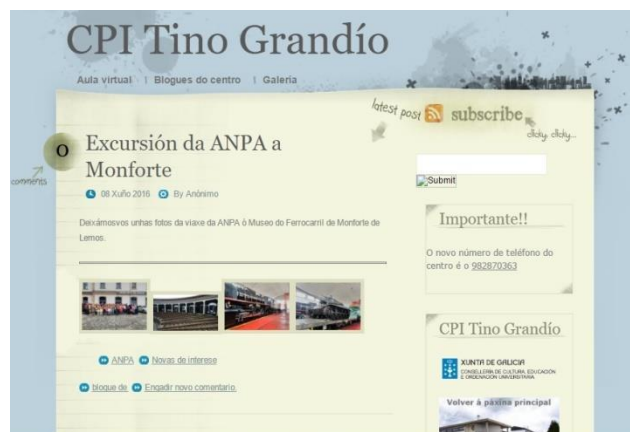 CPI Tino Grandío
Aula virtual | Blogues do centro | Galeria
latest post
subscribe
clicky, clicky...
0
comments
Excursión da ANPA a
Monforte
08 Xuño 2016 By Anónimo
Deixámosvos unhas fotos da viaxe da ANPA ó Museo do Ferrocarril de Monforte de
Lemos.
ANPA Novas de interese
blogue de Engadir novo comentario.
Submit
Importante!!
O novo número de teléfono do
centro é o 982870363
CPI Tino Grandío
XUNTA DE GALICIA
CONSELLERÍA DE CULTURA, EDUCACIÓN
E ORDENACIÓN UNIVERSITARIA
Volver á páxina principal